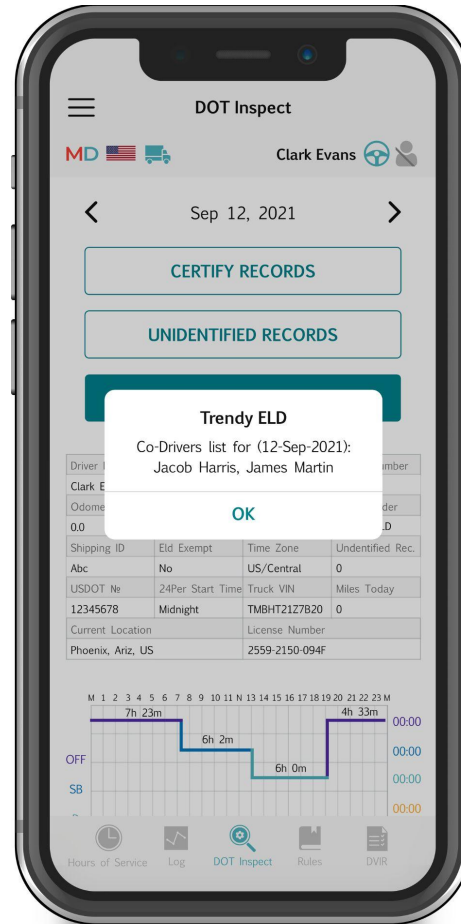 DOT Inspect
MD
Clark Evans
Sep 12, 2021
CERTIFY RECORDS
UNIDENTIFIED RECORDS
Trendy ELD
Co-Drivers list for (12-Sep-2021):
Jacob Harris, James Martin
OK
Driver
Clark E
Odome
0.0
Shipping ID Eld Exempt Time Zone Undentified Rec.
Abc No US/Central 0
USDOT № 24Per Start Time Truck VIN Miles Today
12345678 Midnight TMBHT21Z7B20 0
Current Location License Number
Phoenix, Ariz, US 2559-2150-094F
M 1 2 3 4 5 6 7 8 9 10 11 N 13 14 15 16 17 18 19 20 21 22 23 M
7h 23m 4h 33m 00:00
6h 2m
OFF 00:00
6h 0m 00:00
SB
00:00
Hours of Service Log DOT Inspect Rules DVIR